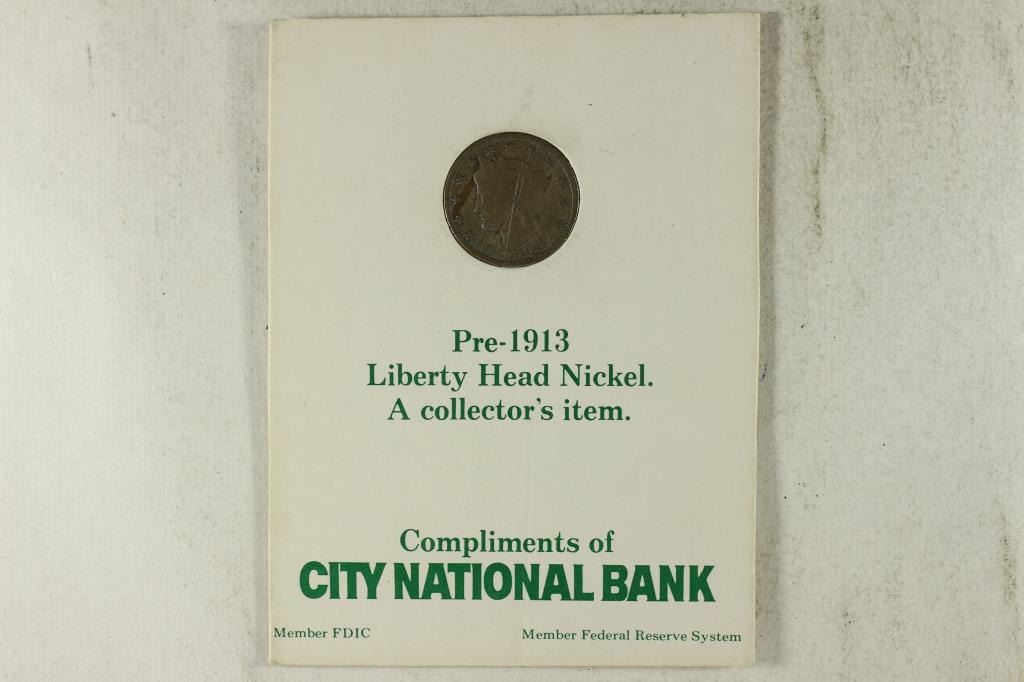 Pre-1913
Liberty Head Nickel.
A collector's item.
Compliments of
CITY NATIONAL BANK
Member FDIC
Member Federal Reserve System